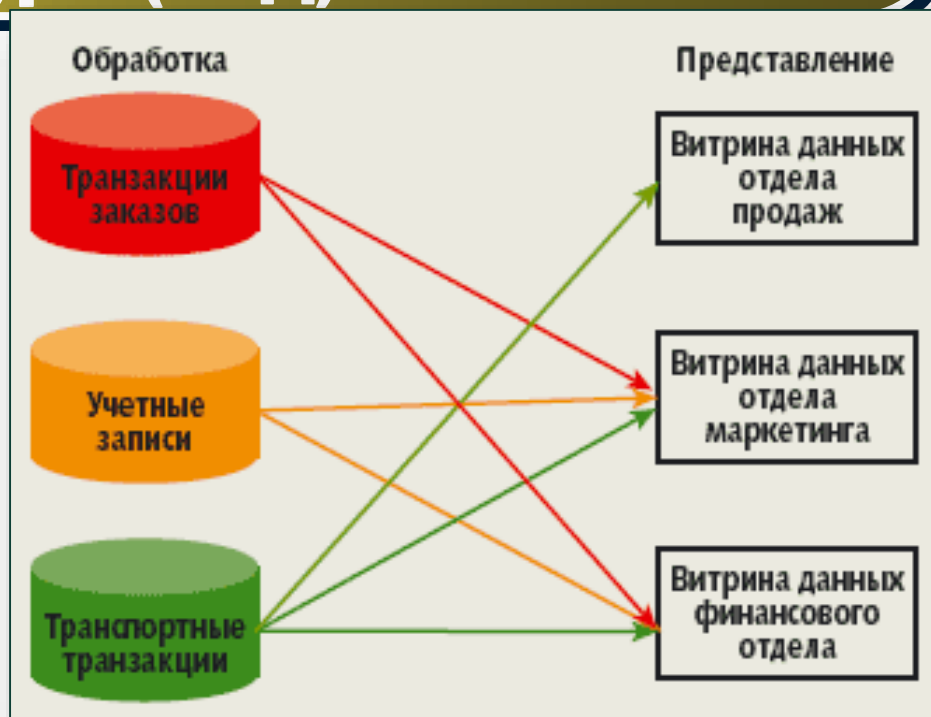 Обработка
Представление
Транзакции
заказов
Витрина данных
отдела
продаж
Учетные
записи
Витрина данных
отдела
маркетинга
Транспортные
транзакции
Витрина данных
финансового
отдела